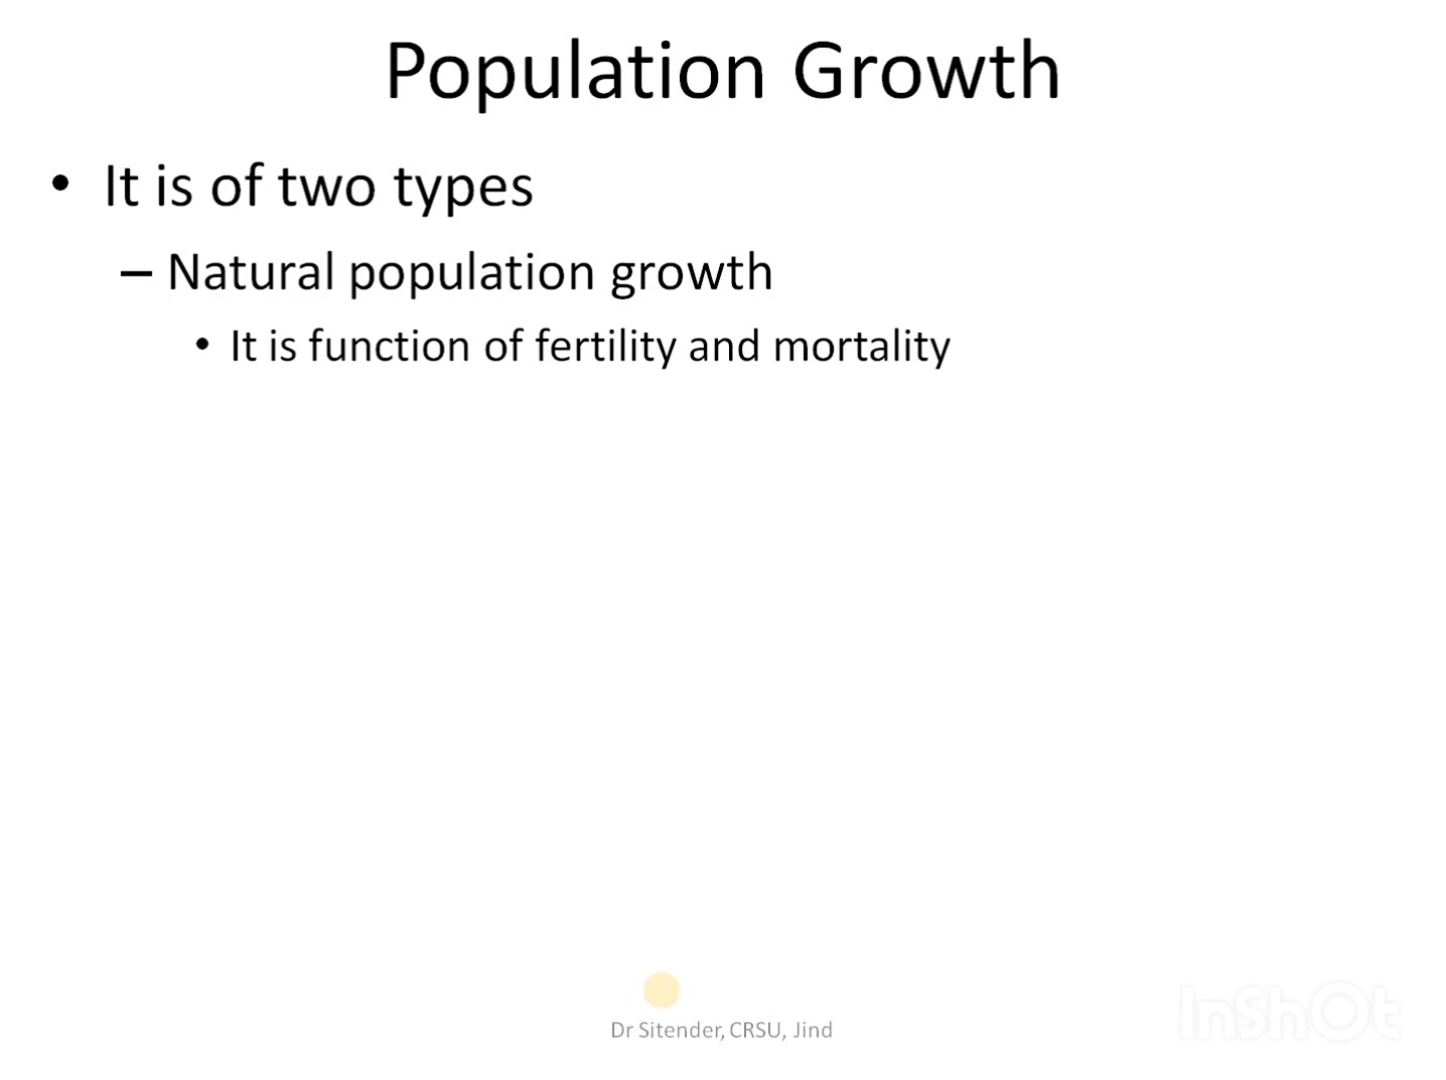 Population Growth
• It is of two types
– Natural population growth
• It is function of fertility and mortality
Dr Sitender, CRSU, Jind
InShOt